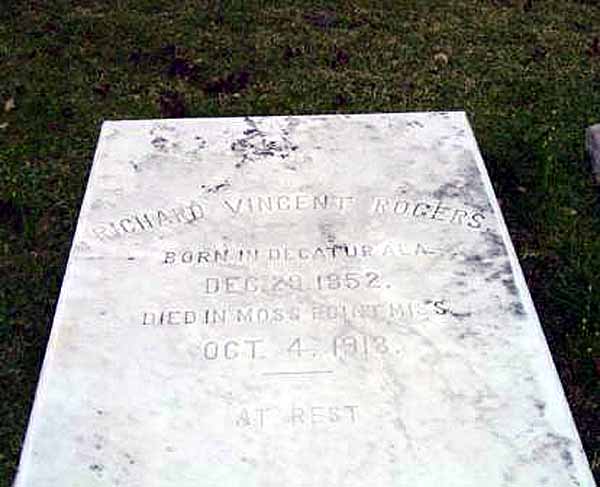 RICHARD VINCENT ROGERS.
BORN IN DECATUR ALA.
DEC. 29. 1852.
DIED IN MOSS POINT MISS.
OCT. 4. 1913.
AT REST